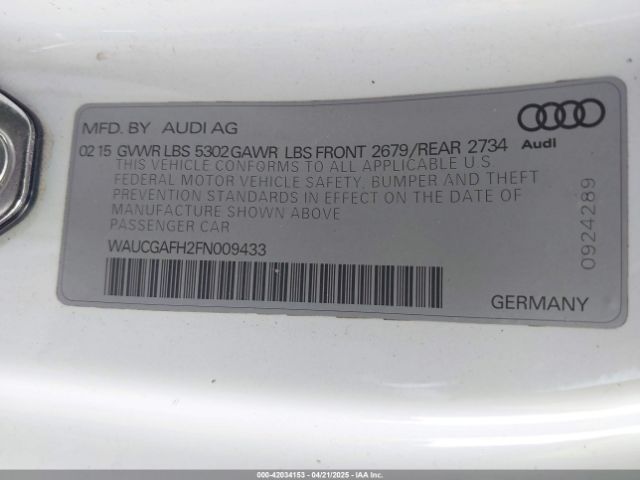 MFD. BY AUDI AG
Audi
02 15 GVWR LBS 5302 GAWR LBS FRONT 2679/REAR 2734
THIS VEHICLE CONFORMS TO ALL APPLICABLE U S.
FEDERAL MOTOR VEHICLE SAFETY, BUMPER AND THEFT
PREVENTION STANDARDS IN EFFECT ON THE DATE OF
MANUFACTURE SHOWN ABOVE
PASSENGER CAR
WAUCGAFH2FN009433
GERMANY
0924289
000-42034153 - 04/21/2025 - IAAI.com